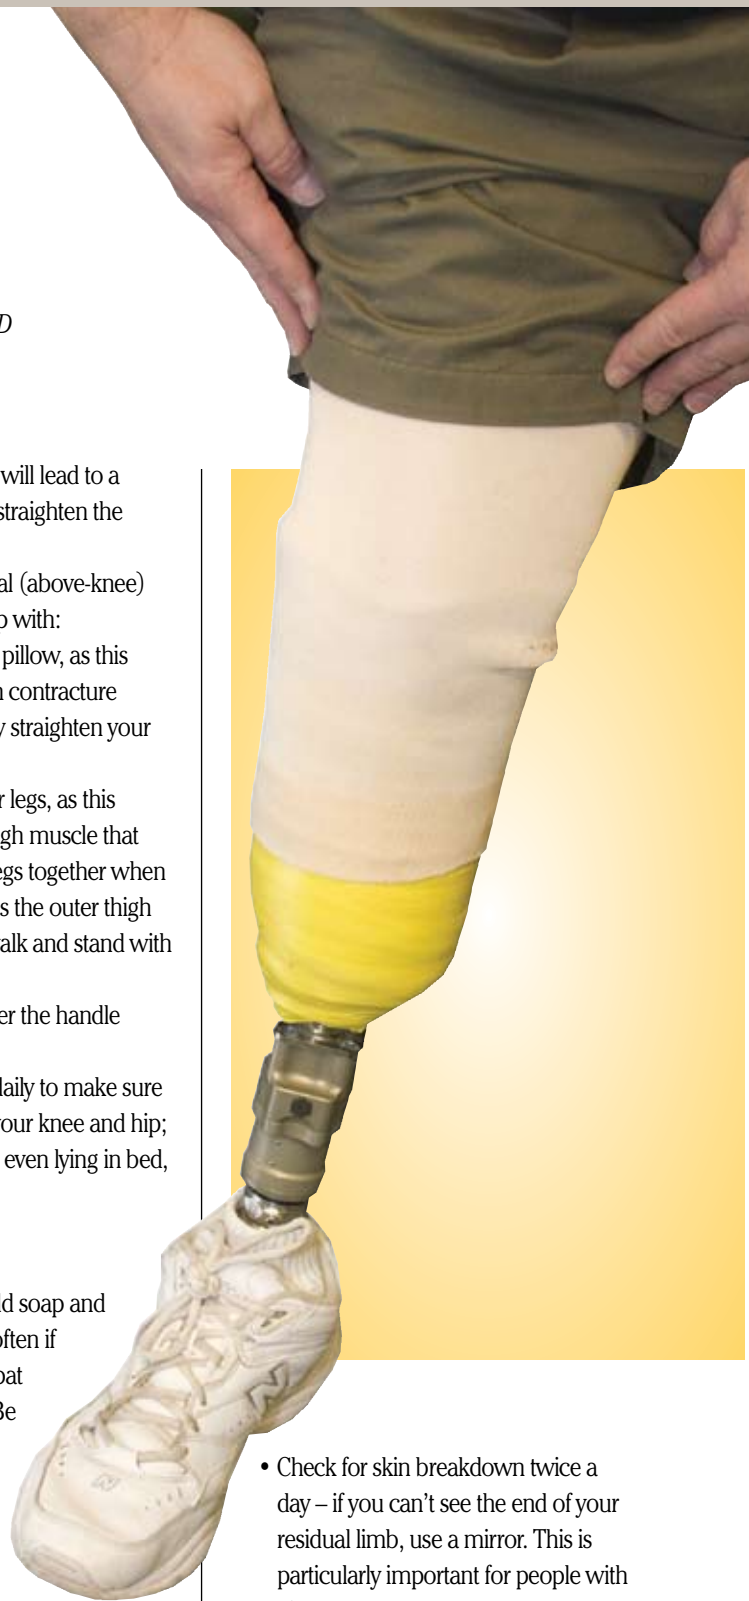 D
will lead to a
straighten the
al (above-knee)
p with:
pillow, as this
contracture
straighten your
legs, as this
gh muscle that
egs together when
s the outer thigh
alk and stand with
er the handle
daily to make sure
your knee and hip;
even lying in bed,
ld soap and
often if
oat
Be
• Check for skin breakdown twice a
day – if you can’t see the end of your
residual limb, use a mirror. This is
particularly important for people with
N
N